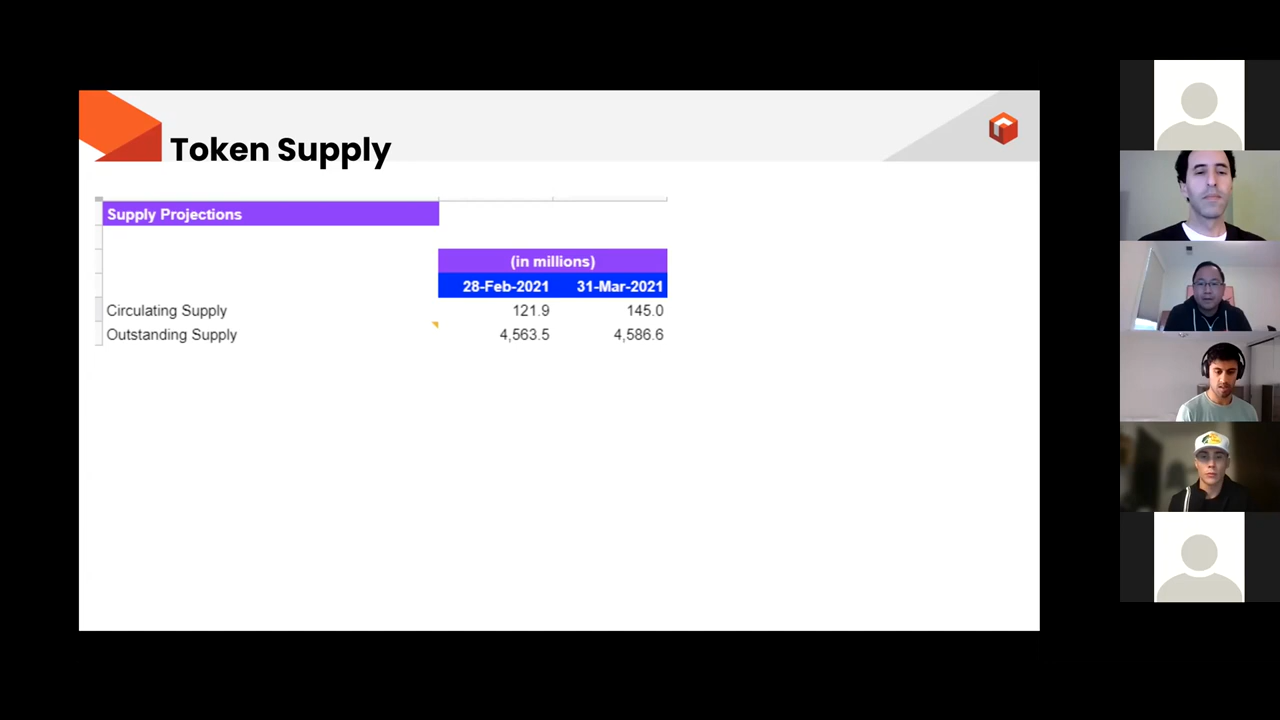 Token Supply
Supply Projections
(in millions)
28-Feb-2021 31-Mar-2021
Circulating Supply 121.9 145.0
Outstanding Supply 4,563.5 4,586.6